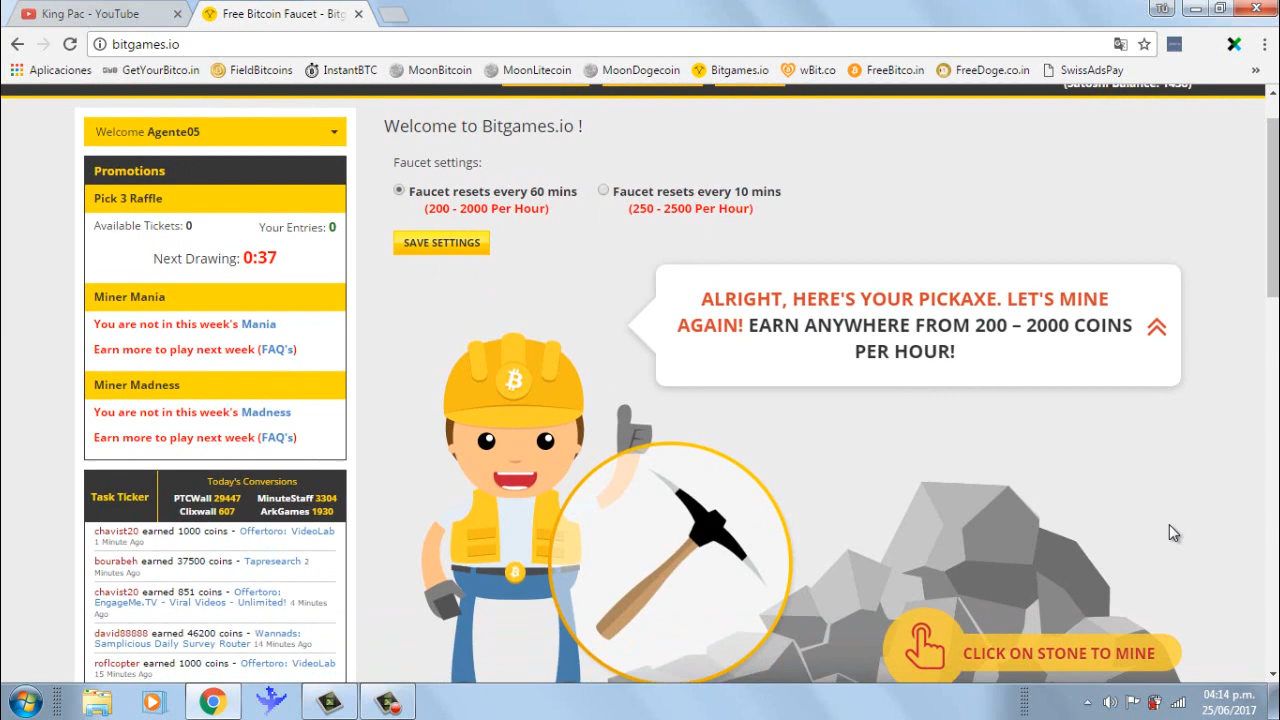 King Pac - YouTube
Free Bitcoin Faucet - Bitg
bitgames.io
Aplicaciones
GetYourBitco.in
FieldBitcoins
InstantBTC
MoonBitcoin
MoonLitecoin
MoonDogecoin
Bitgames.io
wBit.co
FreeBitco.in
FreeDoge.co.in
SwissAdsPay
(Satoshi Balance: 1438)
Welcome Agente05
Promotions
Pick 3 Raffle
Available Tickets: 0 Your Entries: 0
Next Drawing: 0:37
Miner Mania
You are not in this week's Mania
Earn more to play next week (FAQ's)
Miner Madness
You are not in this week's Madness
Earn more to play next week (FAQ's)
Task Ticker
Today's Conversions
PTCWall 29447 MinuteStaff 3304
Clixwall 607 ArkGames 1930
chavist20 earned 1000 coins - Offertoro: VideoLab
1 Minute Ago
bourabeh earned 37500 coins - Tapresearch 2
Minutes Ago
chavist20 earned 851 coins - Offertoro:
EngageMe.TV - Viral Videos - Unlimited! 4 Minutes
Ago
david88888 earned 46200 coins - Wannads:
Samplicious Daily Survey Router 14 Minutes Ago
roflcopter earned 1000 coins - Offertoro: VideoLab
15 Minutes Ago
Welcome to Bitgames.io !
Faucet settings:
Faucet resets every 60 mins
(200 - 2000 Per Hour)
Faucet resets every 10 mins
(250 - 2500 Per Hour)
SAVE SETTINGS
ALRIGHT, HERE'S YOUR PICKAXE. LET'S MINE
AGAIN! EARN ANYWHERE FROM 200 – 2000 COINS
PER HOUR!
CLICK ON STONE TO MINE
04:14 p.m.
25/06/2017